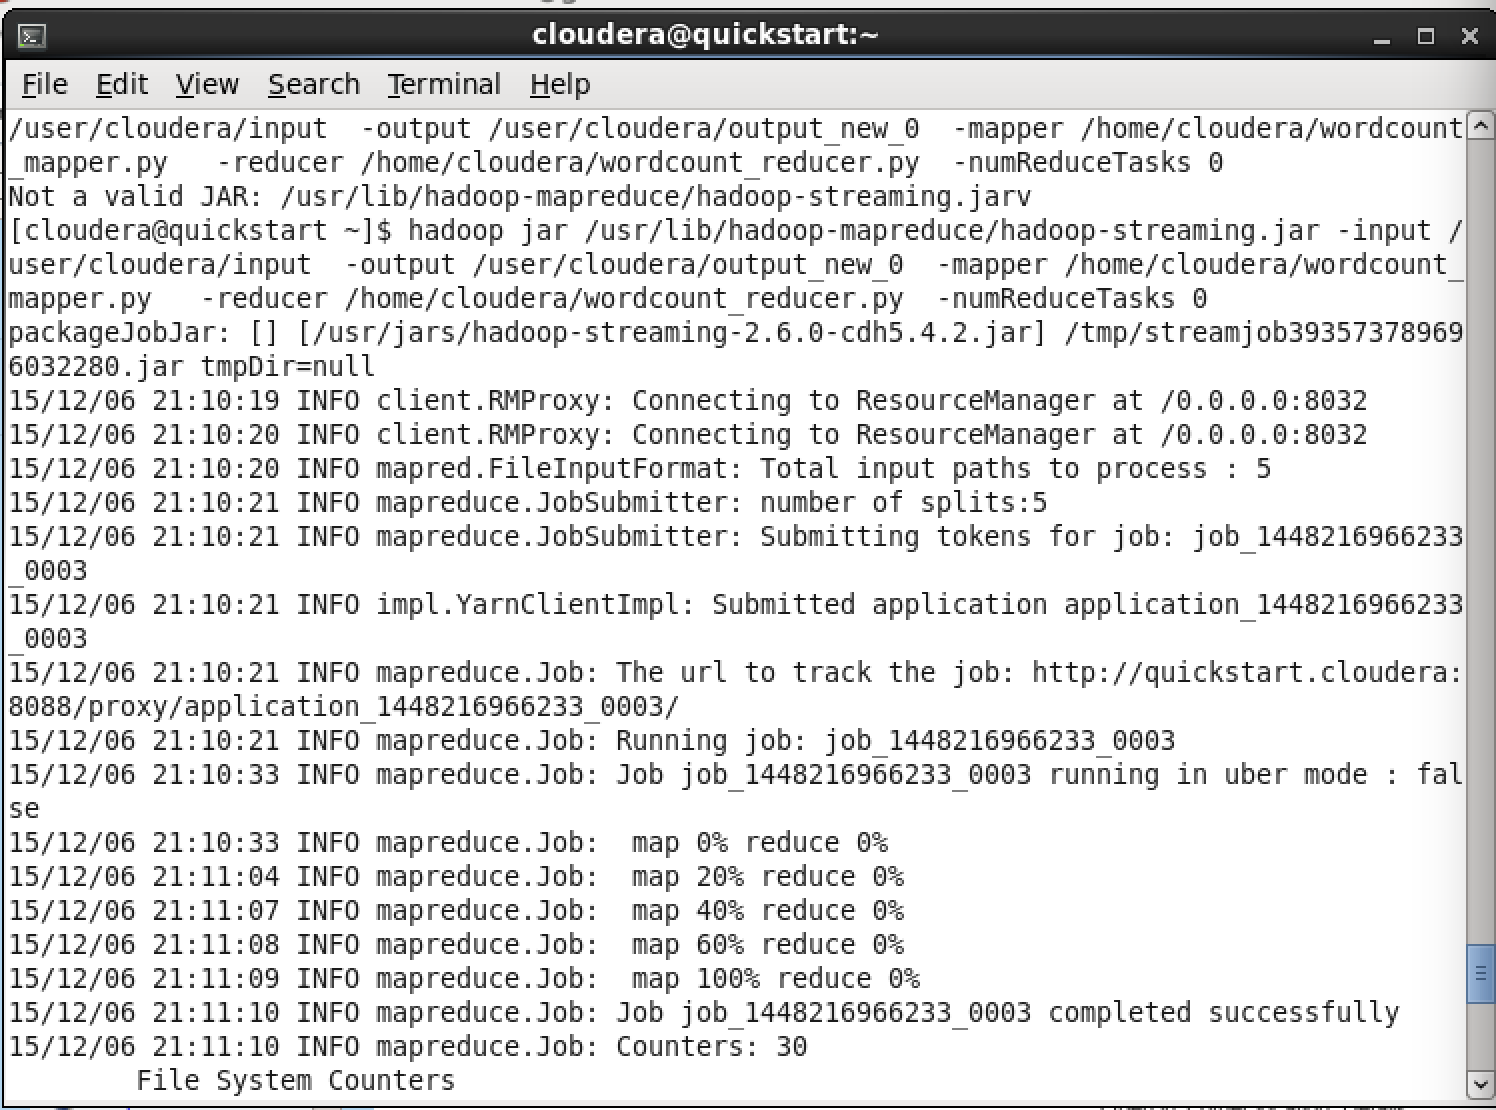 cloudera@quickstart:~
File Edit View Search Terminal Help
/user/cloudera/input  -output /user/cloudera/output_new_0  -mapper /home/cloudera/wordcount
_mapper.py   -reducer /home/cloudera/wordcount_reducer.py  -numReduceTasks 0
Not a valid JAR: /usr/lib/hadoop-mapreduce/hadoop-streaming.jarv
[cloudera@quickstart ~]$ hadoop jar /usr/lib/hadoop-mapreduce/hadoop-streaming.jar -input /
user/cloudera/input  -output /user/cloudera/output_new_0  -mapper /home/cloudera/wordcount_
mapper.py   -reducer /home/cloudera/wordcount_reducer.py  -numReduceTasks 0
packageJobJar: [] [/usr/jars/hadoop-streaming-2.6.0-cdh5.4.2.jar] /tmp/streamjob39357378969
6032280.jar tmpDir=null
15/12/06 21:10:19 INFO client.RMProxy: Connecting to ResourceManager at /0.0.0.0:8032
15/12/06 21:10:20 INFO client.RMProxy: Connecting to ResourceManager at /0.0.0.0:8032
15/12/06 21:10:20 INFO mapred.FileInputFormat: Total input paths to process : 5
15/12/06 21:10:21 INFO mapreduce.JobSubmitter: number of splits:5
15/12/06 21:10:21 INFO mapreduce.JobSubmitter: Submitting tokens for job: job_1448216966233
_0003
15/12/06 21:10:21 INFO impl.YarnClientImpl: Submitted application application_1448216966233
_0003
15/12/06 21:10:21 INFO mapreduce.Job: The url to track the job: http://quickstart.cloudera:
8088/proxy/application_1448216966233_0003/
15/12/06 21:10:21 INFO mapreduce.Job: Running job: job_1448216966233_0003
15/12/06 21:10:33 INFO mapreduce.Job: Job job_1448216966233_0003 running in uber mode : fal
se
15/12/06 21:10:33 INFO mapreduce.Job:  map 0% reduce 0%
15/12/06 21:11:04 INFO mapreduce.Job:  map 20% reduce 0%
15/12/06 21:11:07 INFO mapreduce.Job:  map 40% reduce 0%
15/12/06 21:11:08 INFO mapreduce.Job:  map 60% reduce 0%
15/12/06 21:11:09 INFO mapreduce.Job:  map 100% reduce 0%
15/12/06 21:11:10 INFO mapreduce.Job: Job job_1448216966233_0003 completed successfully
15/12/06 21:11:10 INFO mapreduce.Job: Counters: 30
        File System Counters